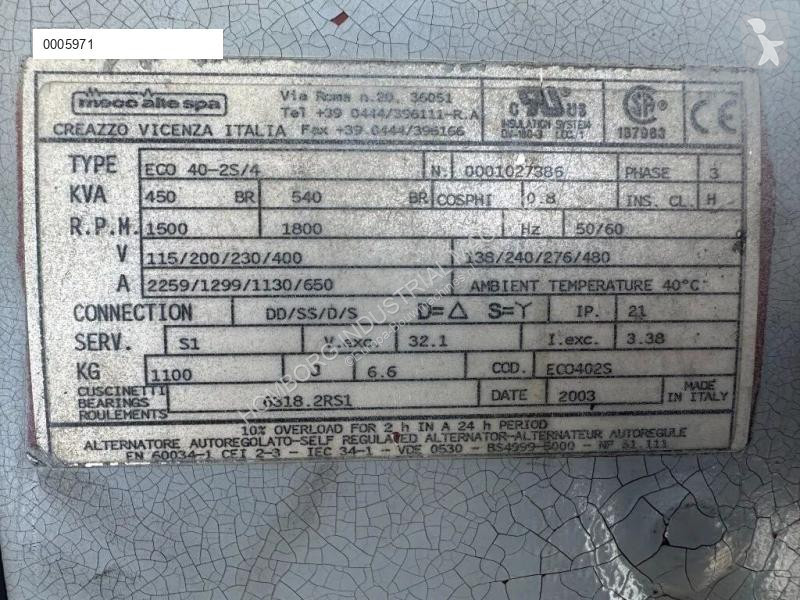 0005971
mecc alte spa
Via Roma n.20, 36051
Tel +39 0444/396111-R.A
CREAZZO VICENZA ITALIA Fax +39 0444/396166
C UR US
INSULATION SYSTEM
187983
CE
TYPE ECO 40-2S/4 N. 0001027386 PHASE 3
KVA 450 BR 540 BR COSPHI 0.8 INS. CL. H
R.P.M. 1500 1800 Hz 50/60
V 115/200/230/400 138/240/276/480
A 2259/1299/1130/650 AMBIENT TEMPERATURE 40°C
CONNECTION DD/SS/D/S D=△ S=Y IP. 21
SERV. S1 V.exc. 32.1 I.exc. 3.38
KG 1100 J 6.6 COD. ECO402S
CUSCINETTI
BEARINGS 6318.2RS1 DATE 2003 MADE IN ITALY
ROULEMENTS
10% OVERLOAD FOR 2 h IN A 24 h PERIOD
ALTERNATORE AUTOREGOLATO-SELF REGULATED ALTERNATOR-ALTERNATEUR AUTOREGULE
EN 60034-1 CEI 2-3 - IEC 34-1 - VDE 0530 - BS4999-5000 - NF 51.111
HOMBORG INDUSTRIAL